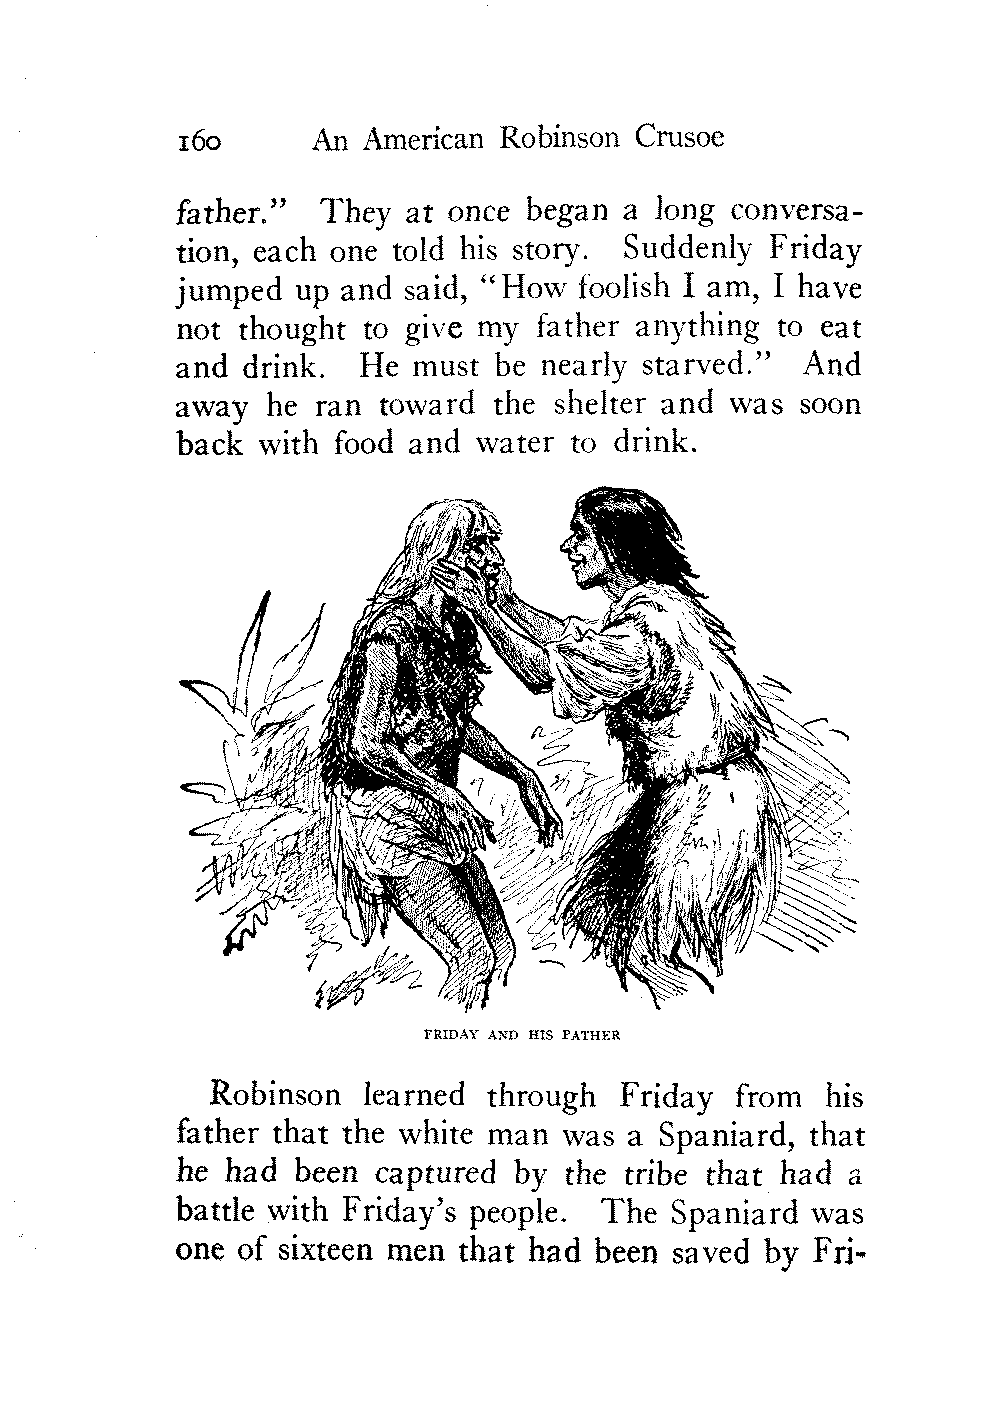 160 An American Robinson Crusoe
father.” They at once began a long conversa-
tion, each one told his story. Suddenly Friday
jumped up and said, “How foolish I am, I have
not thought to give my father anything to eat
and drink. He must be nearly starved.” And
away he ran toward the shelter and was soon
back with food and water to drink.
FRIDAY AND HIS FATHER
Robinson learned through Friday from his
father that the white man was a Spaniard, that
he had been captured by the tribe that had a
battle with Friday’s people. The Spaniard was
one of sixteen men that had been saved by Fri-